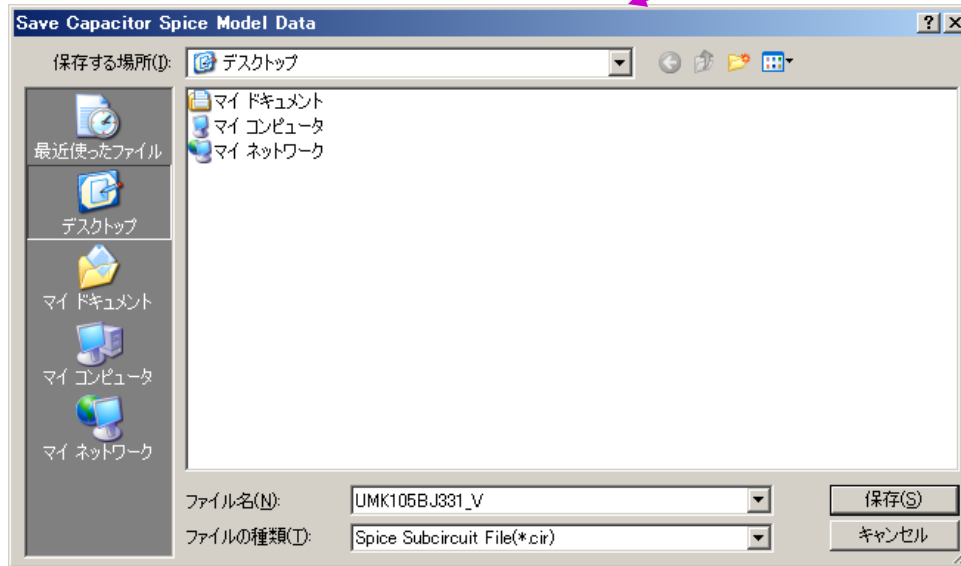 Save Capacitor Spice Model Data
保存する場所(I):
デスクトップ
マイ ドキュメント
マイ コンピュータ
マイ ネットワーク
最近使ったファイル
デスクトップ
マイ ドキュメント
マイ コンピュータ
マイ ネットワーク
ファイル名(N):
UMK105BJ331_V
保存(S)
ファイルの種類(T):
Spice Subcircuit File(*.cir)
キャンセル